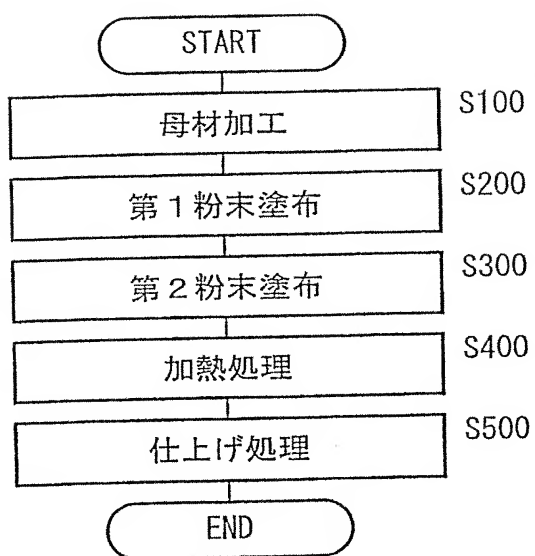 START
母材加工 S100
第1粉末塗布 S200
第2粉末塗布 S300
加熱処理 S400
仕上げ処理 S500
END